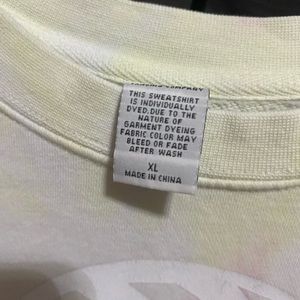 COMPANY
THIS SWEATSHIRT
IS INDIVIDUALLY
DYED:DUE TO THE
NATURE OF
GARMENT DYEING
FABRIC COLOR MAY
BLEED OR FADE
AFTER WASH
XL
MADE IN CHINA